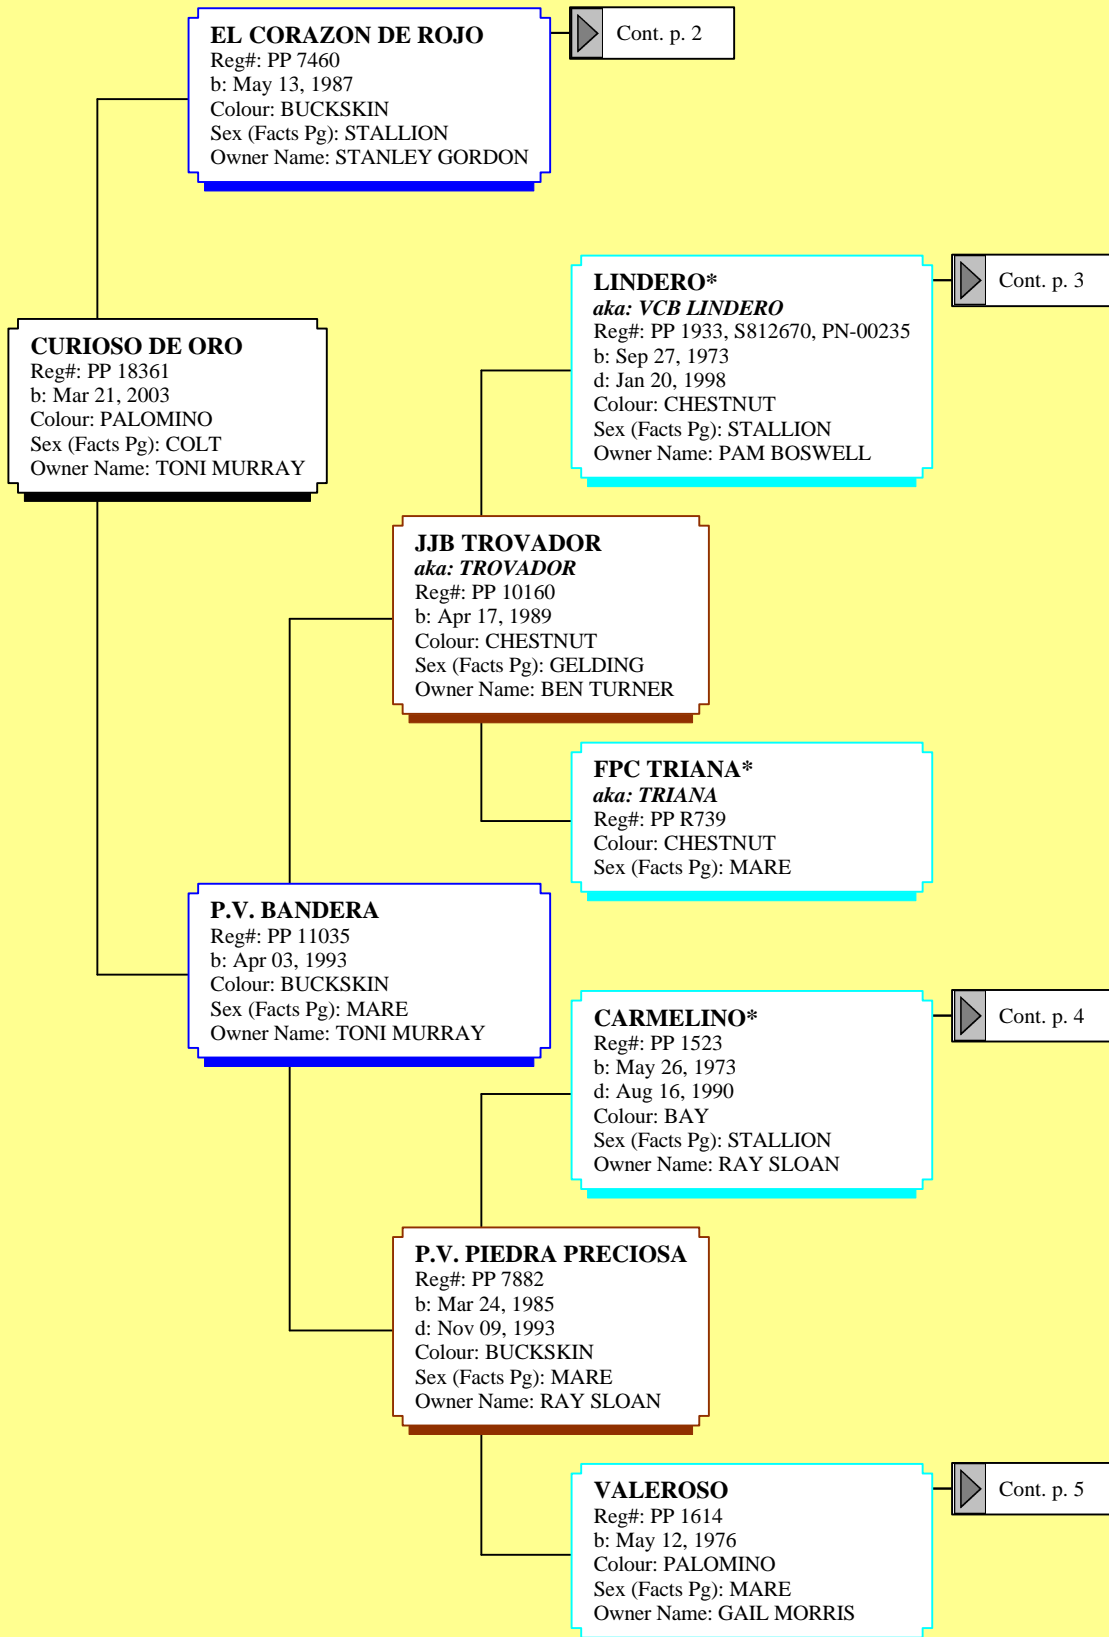 EL CORAZON DE ROJO
Reg#: PP 7460
b: May 13, 1987
Colour: BUCKSKIN
Sex (Facts Pg): STALLION
Owner Name: STANLEY GORDON
Cont. p. 2
LINDERO*
aka: VCB LINDERO
Reg#: PP 1933, S812670, PN-00235
b: Sep 27, 1973
d: Jan 20, 1998
Colour: CHESTNUT
Sex (Facts Pg): STALLION
Owner Name: PAM BOSWELL
Cont. p. 3
CURIOSO DE ORO
Reg#: PP 18361
b: Mar 21, 2003
Colour: PALOMINO
Sex (Facts Pg): COLT
Owner Name: TONI MURRAY
JJB TROVADOR
aka: TROVADOR
Reg#: PP 10160
b: Apr 17, 1989
Colour: CHESTNUT
Sex (Facts Pg): GELDING
Owner Name: BEN TURNER
FPC TRIANA*
aka: TRIANA
Reg#: PP R739
Colour: CHESTNUT
Sex (Facts Pg): MARE
P.V. BANDERA
Reg#: PP 11035
b: Apr 03, 1993
Colour: BUCKSKIN
Sex (Facts Pg): MARE
Owner Name: TONI MURRAY
CARMELINO*
Reg#: PP 1523
b: May 26, 1973
d: Aug 16, 1990
Colour: BAY
Sex (Facts Pg): STALLION
Owner Name: RAY SLOAN
Cont. p. 4
P.V. PIEDRA PRECIOSA
Reg#: PP 7882
b: Mar 24, 1985
d: Nov 09, 1993
Colour: BUCKSKIN
Sex (Facts Pg): MARE
Owner Name: RAY SLOAN
VALEROSO
Reg#: PP 1614
b: May 12, 1976
Colour: PALOMINO
Sex (Facts Pg): MARE
Owner Name: GAIL MORRIS
Cont. p. 5